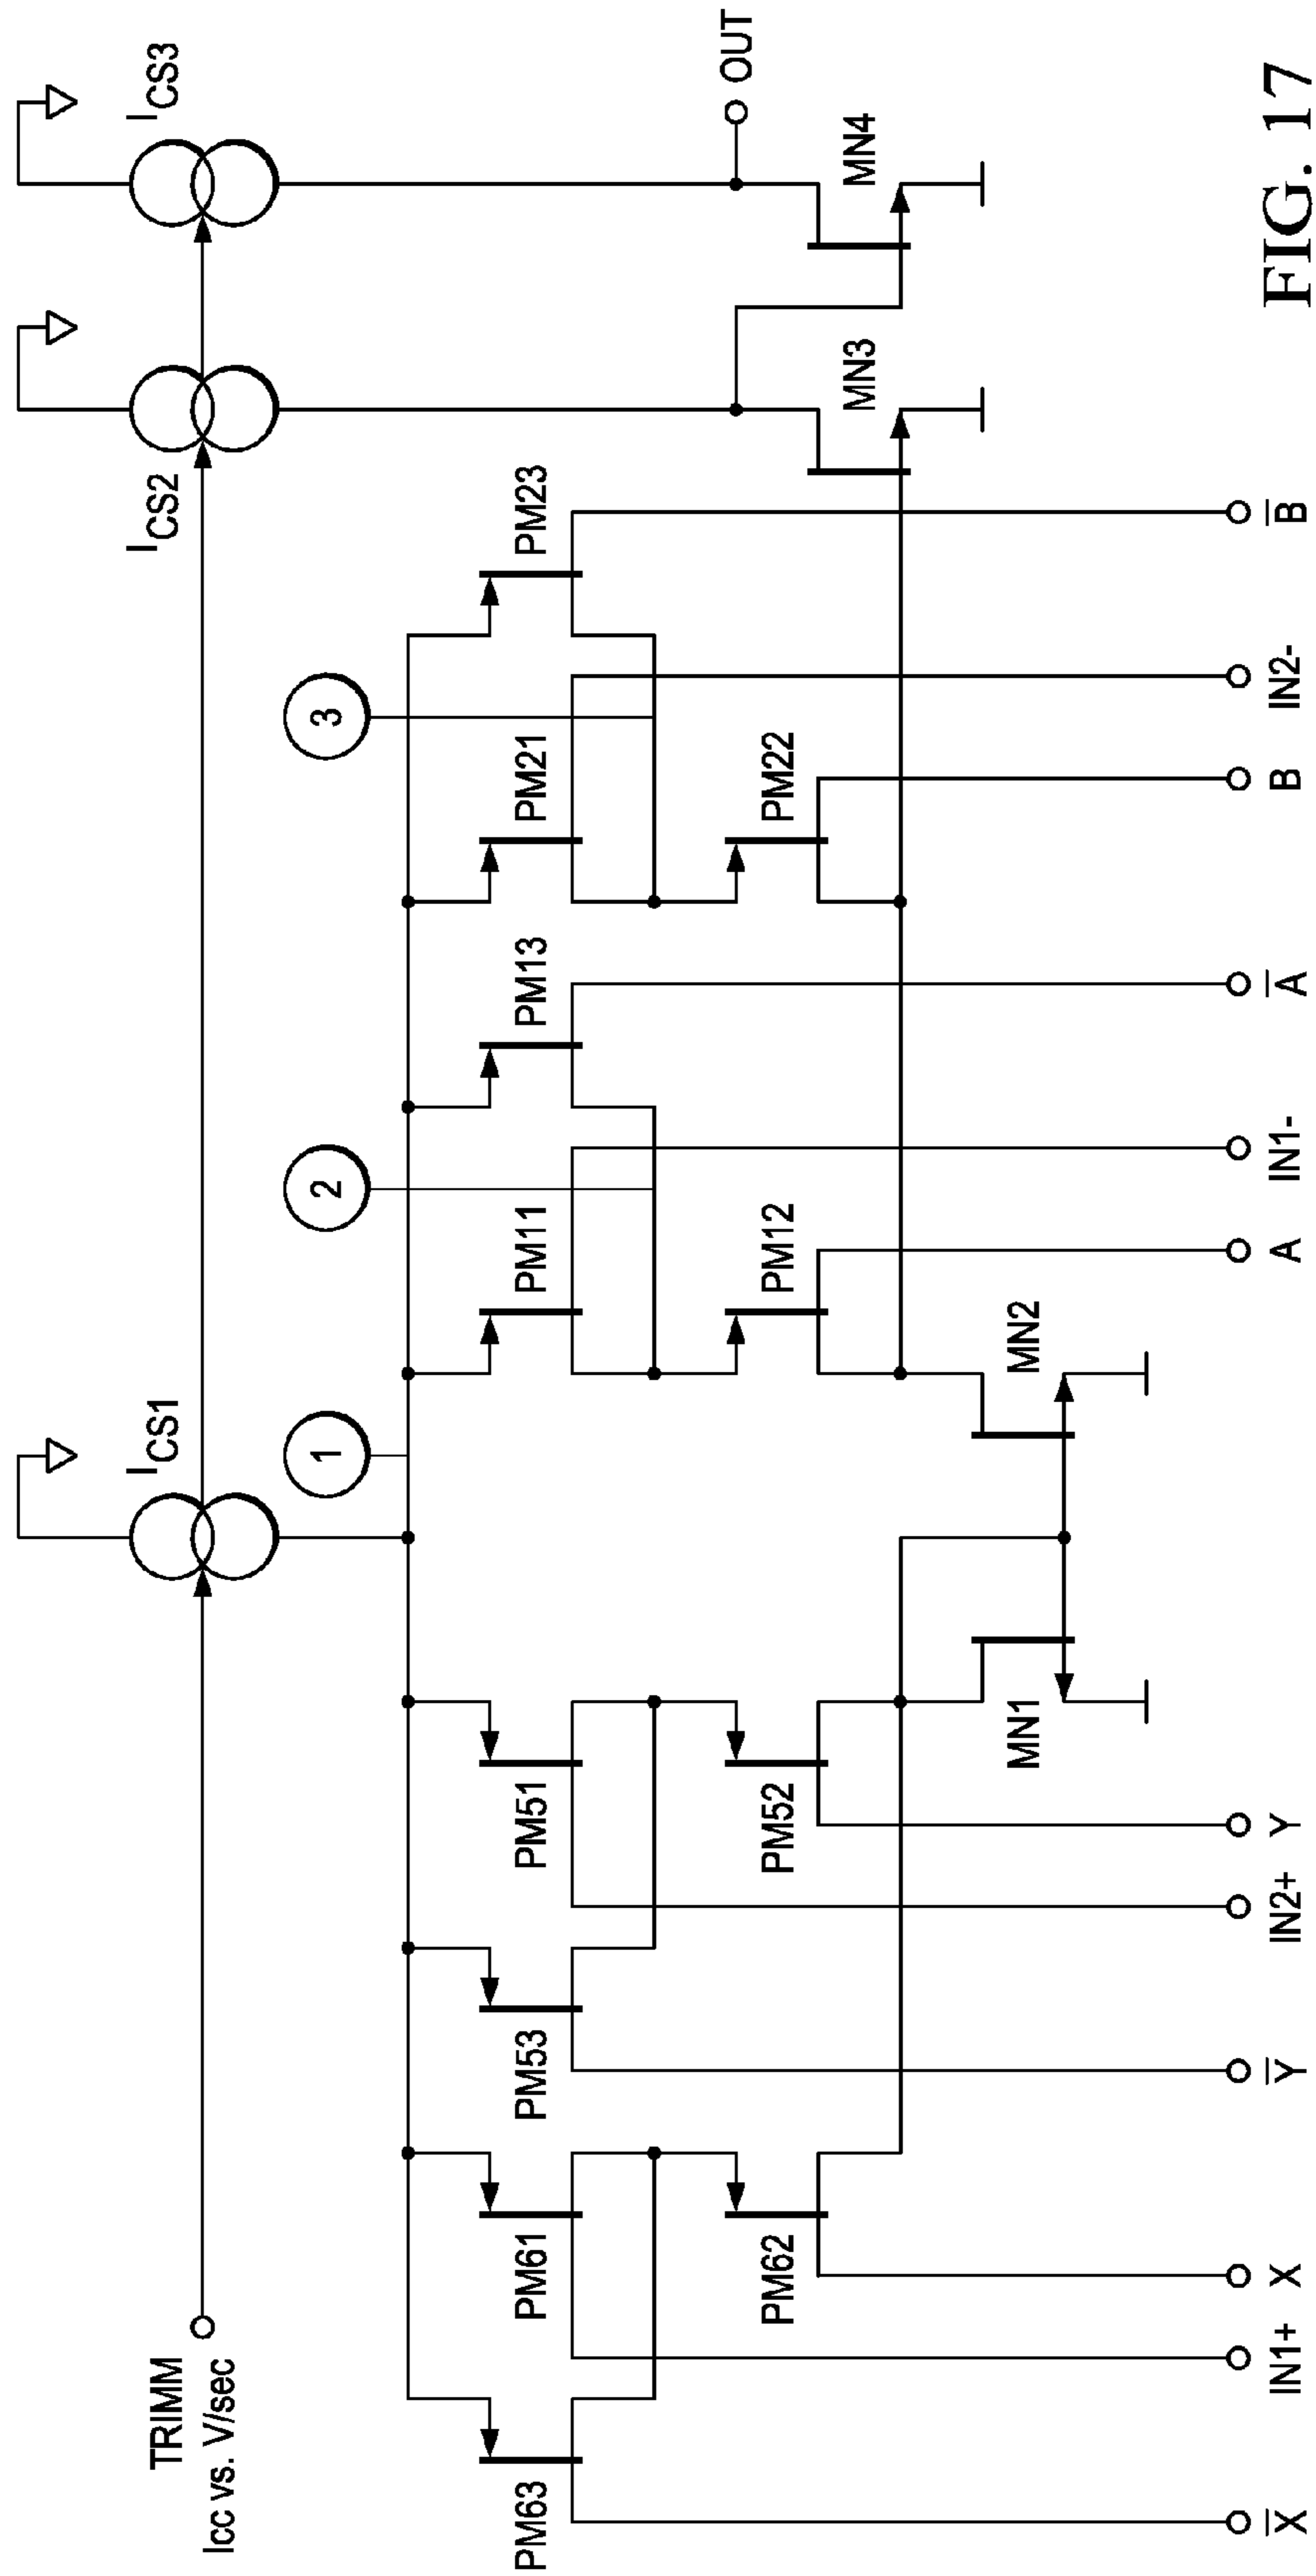 TRIMM
Icc vs. V/sec
ICS1
ICS2
ICS3
1
2
3
PM63
PM61
PM53
PM51
PM11
PM13
PM21
PM23
PM62
PM52
PM12
PM22
MN3
MN4
OUT
MN1
MN2
X̅
IN1+
X
Y̅
IN2+
Y
A
IN1-
A̅
B
IN2-
B̅
FIG. 17